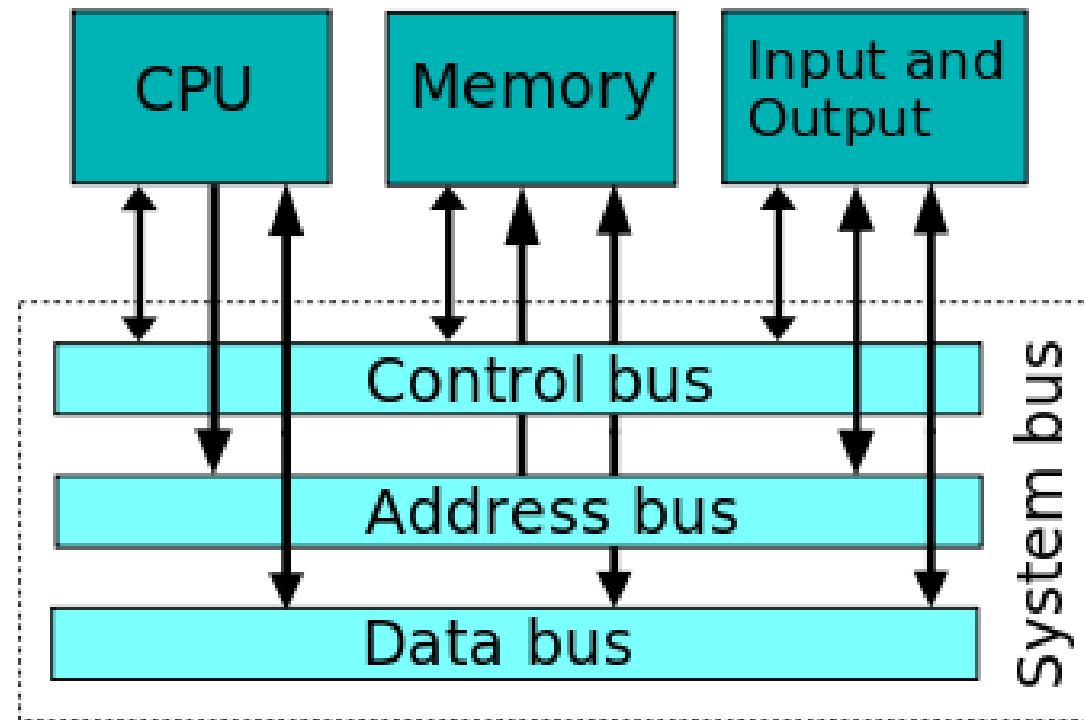 CPU
Memory
Input and
Output
Control bus
Address bus
Data bus
System bus